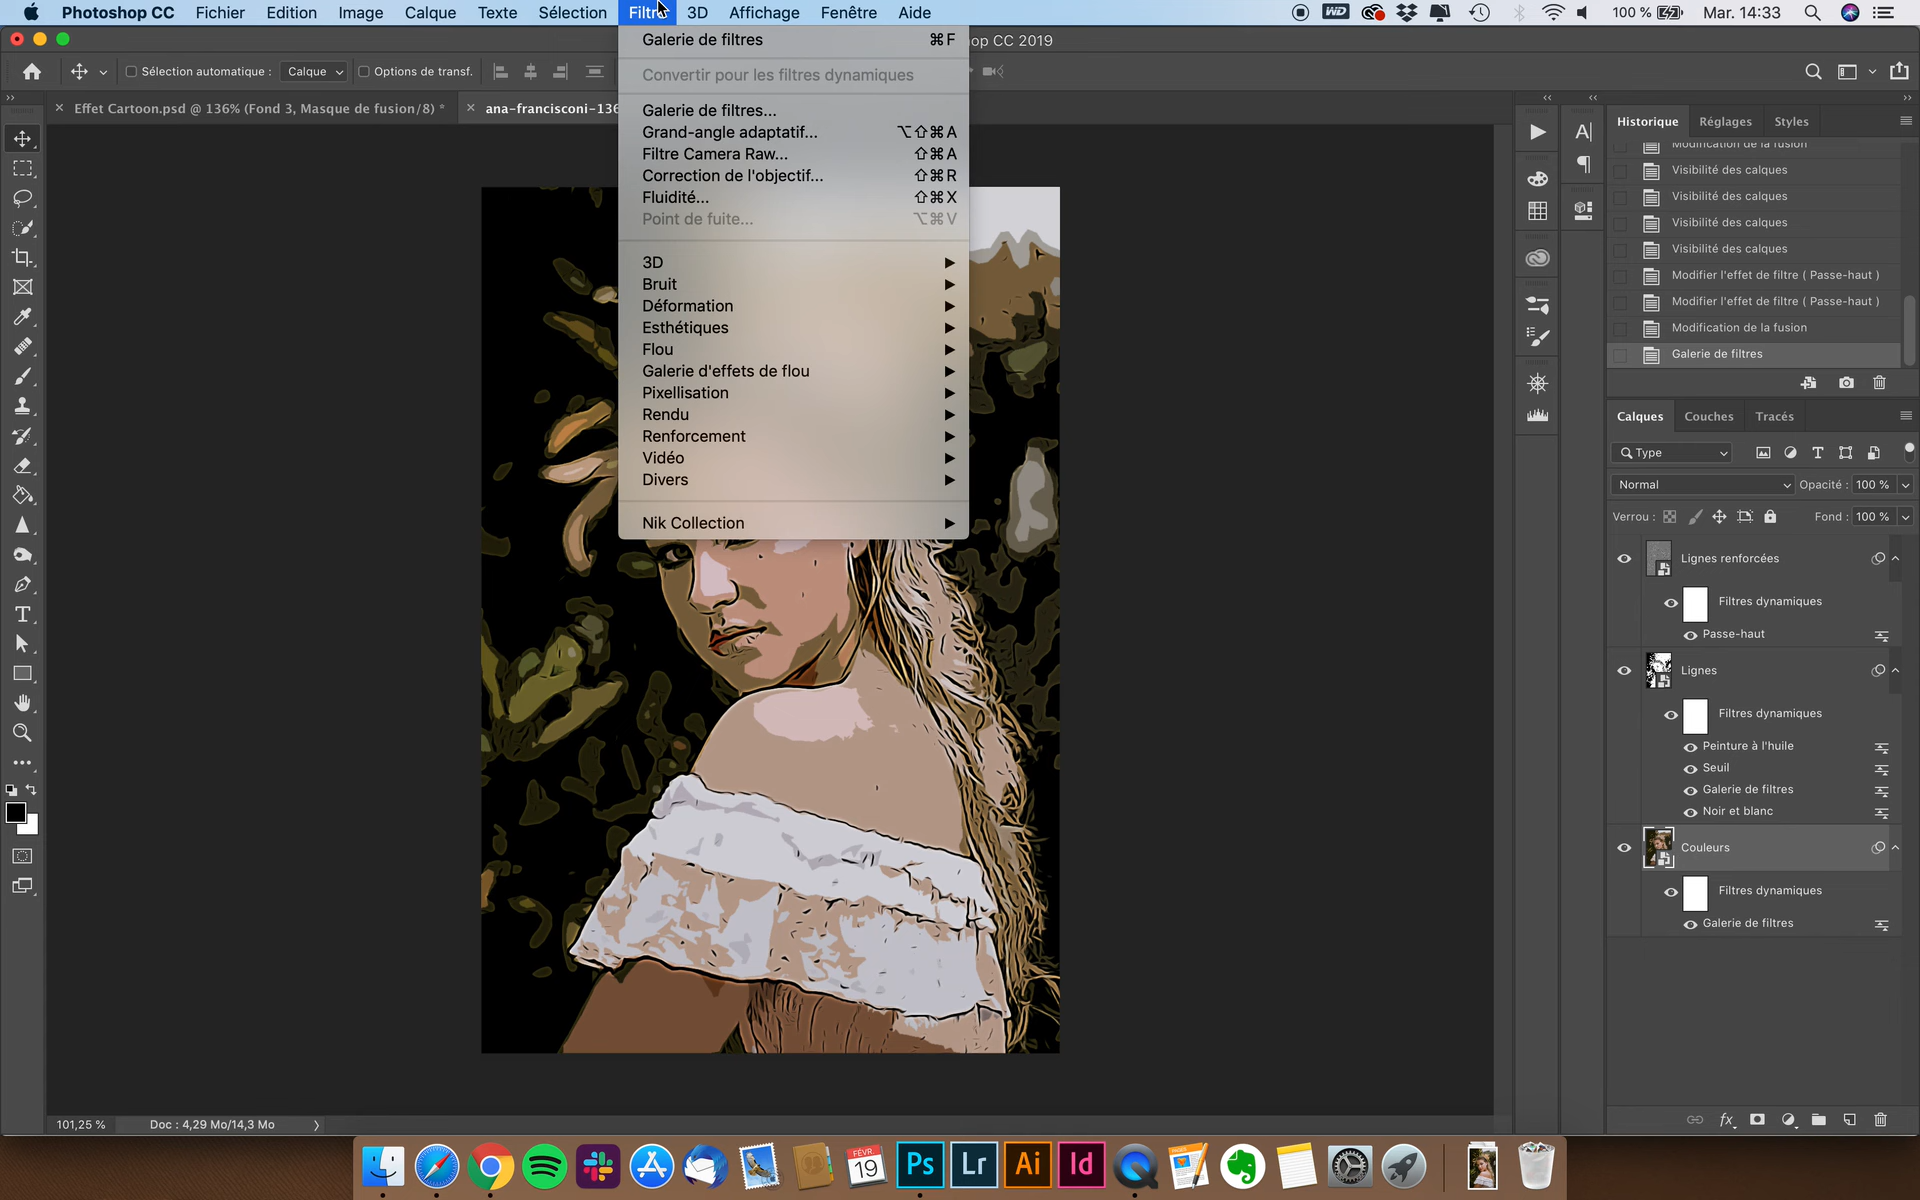 Photoshop CC Fichier Edition Image Calque Texte Sélection Filtre 3D Affichage Fenêtre Aide
WD 100 % Mar. 14:33
op CC 2019
Sélection automatique : Calque Options de transf.
Effet Cartoon.psd @ 136% (Fond 3, Masque de fusion/8) *
ana-francisconi-136
Galerie de filtres ⌘F
Convertir pour les filtres dynamiques
Galerie de filtres...
Grand-angle adaptatif... ⌥⇧⌘A
Filtre Camera Raw... ⇧⌘A
Correction de l'objectif... ⇧⌘R
Fluidité... ⇧⌘X
Point de fuite... ⌥⌘V
3D
Bruit
Déformation
Esthétiques
Flou
Galerie d'effets de flou
Pixellisation
Rendu
Renforcement
Vidéo
Divers
Nik Collection
Historique Réglages Styles
Modification de la fusion
Visibilité des calques
Visibilité des calques
Visibilité des calques
Visibilité des calques
Modifier l'effet de filtre ( Passe-haut )
Modifier l'effet de filtre ( Passe-haut )
Modification de la fusion
Galerie de filtres
Calques Couches Tracés
Type
Normal Opacité : 100 %
Verrou : Fond : 100 %
Lignes renforcées
Filtres dynamiques
Passe-haut
Lignes
Filtres dynamiques
Peinture à l'huile
Seuil
Galerie de filtres
Noir et blanc
Couleurs
Filtres dynamiques
Galerie de filtres
fx
101,25 % Doc : 4,29 Mo/14,3 Mo
FÉVR
19
Ps Lr Ai Id